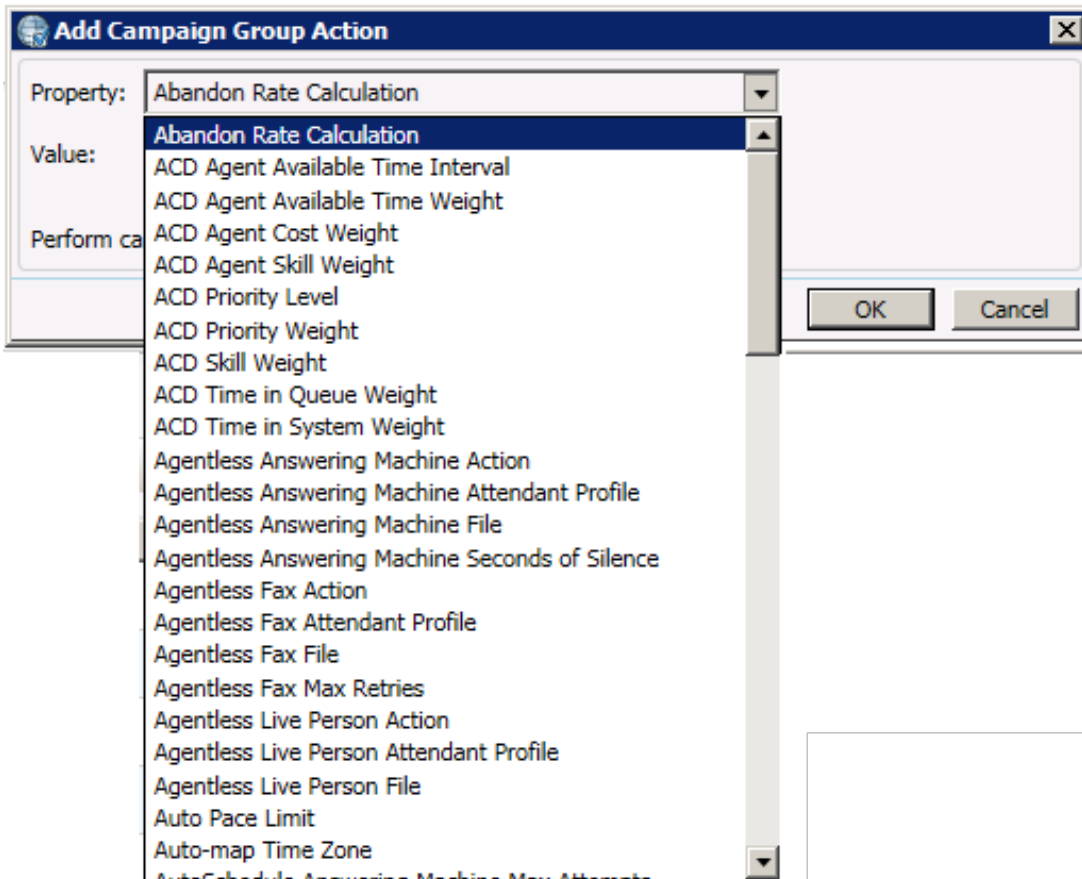 Add Campaign Group Action
Property: Abandon Rate Calculation
Abandon Rate Calculation
Value:
ACD Agent Available Time Interval
ACD Agent Available Time Weight
Perform ca
ACD Agent Cost Weight
ACD Agent Skill Weight
ACD Priority Level
OK Cancel
ACD Priority Weight
ACD Skill Weight
ACD Time in Queue Weight
ACD Time in System Weight
Agentless Answering Machine Action
Agentless Answering Machine Attendant Profile
Agentless Answering Machine File
Agentless Answering Machine Seconds of Silence
Agentless Fax Action
Agentless Fax Attendant Profile
Agentless Fax File
Agentless Fax Max Retries
Agentless Live Person Action
Agentless Live Person Attendant Profile
Agentless Live Person File
Auto Pace Limit
Auto-map Time Zone
AutoSchedule Answering Machine Max Attempts